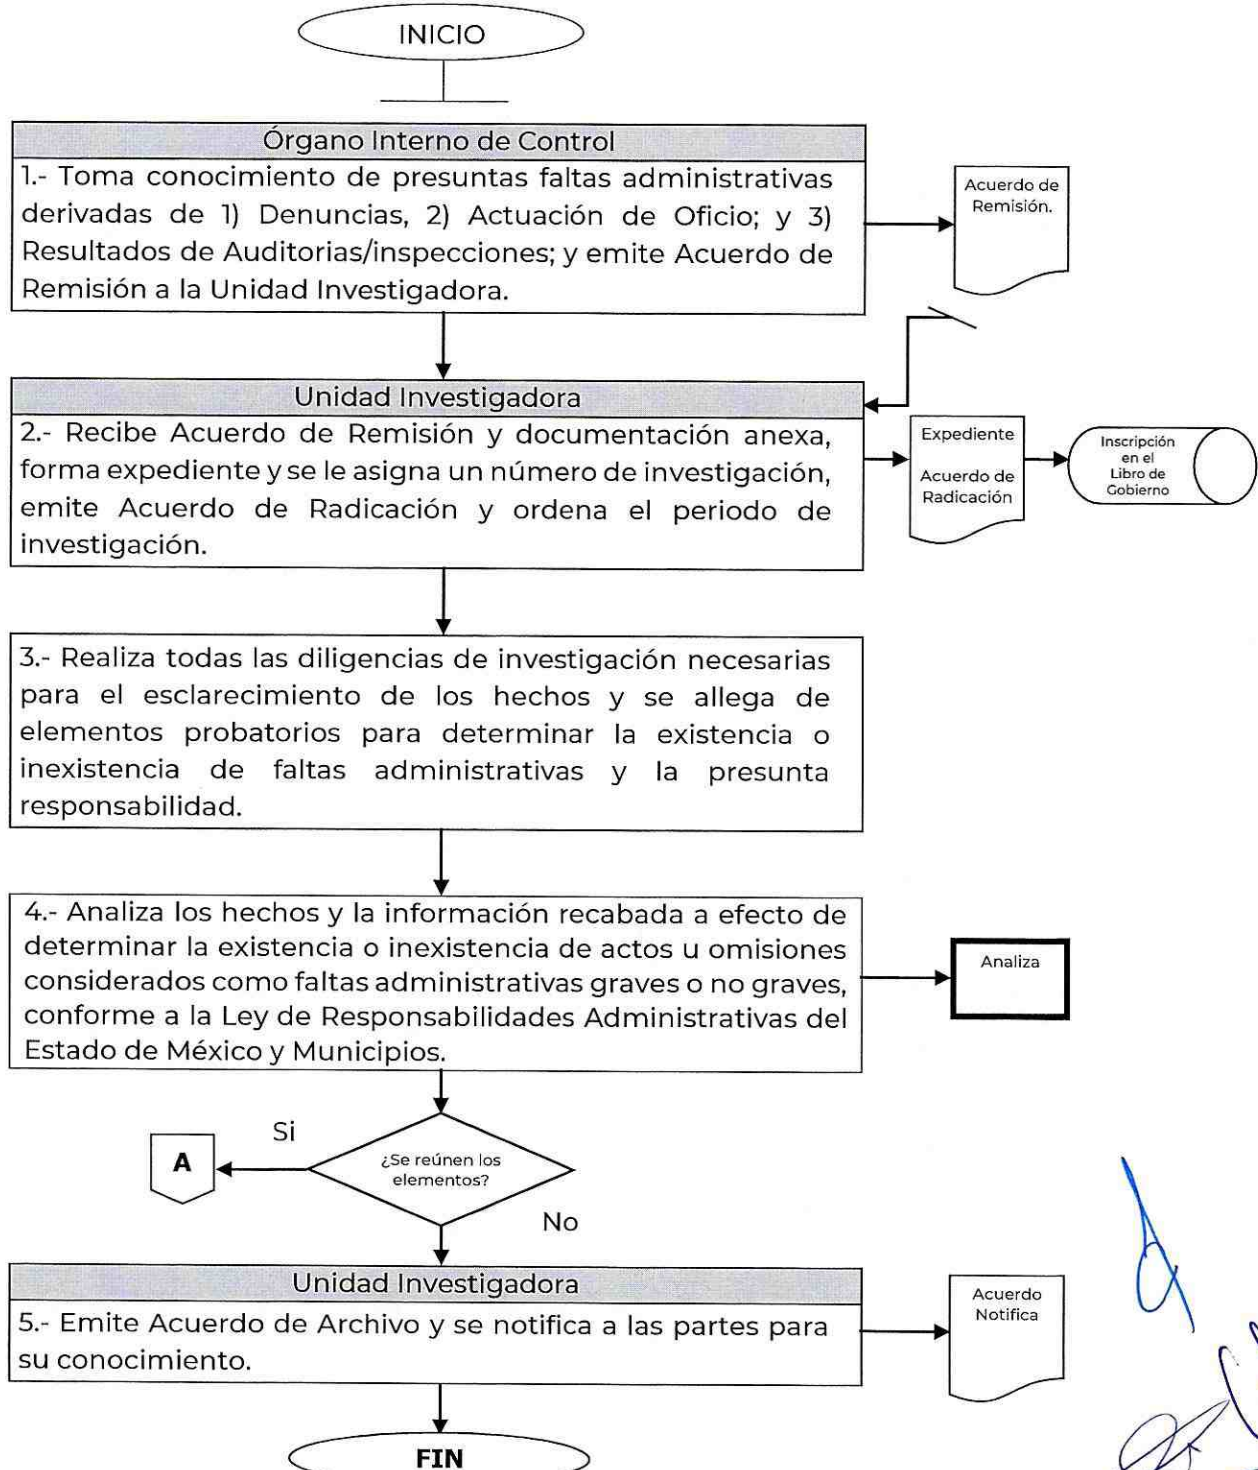 INICIO
Órgano Interno de Control
1.- Toma conocimiento de presuntas faltas administrativas
derivadas de 1) Denuncias, 2) Actuación de Oficio; y 3)
Resultados de Auditorias/inspecciones; y emite Acuerdo de
Remisión a la Unidad Investigadora.
Acuerdo de
Remisión.
Unidad Investigadora
2.- Recibe Acuerdo de Remisión y documentación anexa,
forma expediente y se le asigna un número de investigación,
emite Acuerdo de Radicación y ordena el periodo de
investigación.
Expediente
Acuerdo de
Radicación
Inscripción
en el
Libro de
Gobierno
3.- Realiza todas las diligencias de investigación necesarias
para el esclarecimiento de los hechos y se allega de
elementos probatorios para determinar la existencia o
inexistencia de faltas administrativas y la presunta
responsabilidad.
4.- Analiza los hechos y la información recabada a efecto de
determinar la existencia o inexistencia de actos u omisiones
considerados como faltas administrativas graves o no graves,
conforme a la Ley de Responsabilidades Administrativas del
Estado de México y Municipios.
Analiza
Si
A
¿Se reúnen los
elementos?
No
Unidad Investigadora
5.- Emite Acuerdo de Archivo y se notifica a las partes para
su conocimiento.
Acuerdo
Notifica
FIN